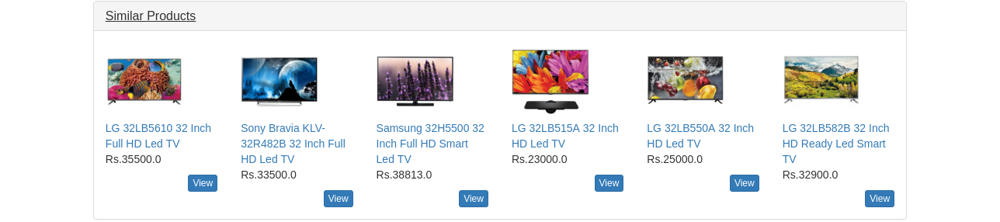 Similar Products
LG 32LB5610 32 Inch
Full HD Led TV
Rs.35500.0
View
Sony Bravia KLV-
32R482B 32 Inch Full
HD Led TV
Rs.33500.0
View
Samsung 32H5500 32
Inch Full HD Smart
Led TV
Rs.38813.0
View
LG 32LB515A 32 Inch
HD Led TV
Rs.23000.0
View
LG 32LB550A 32 Inch
HD Led TV
Rs.25000.0
View
LG 32LB582B 32 Inch
HD Ready Led Smart
TV
Rs.32900.0
View